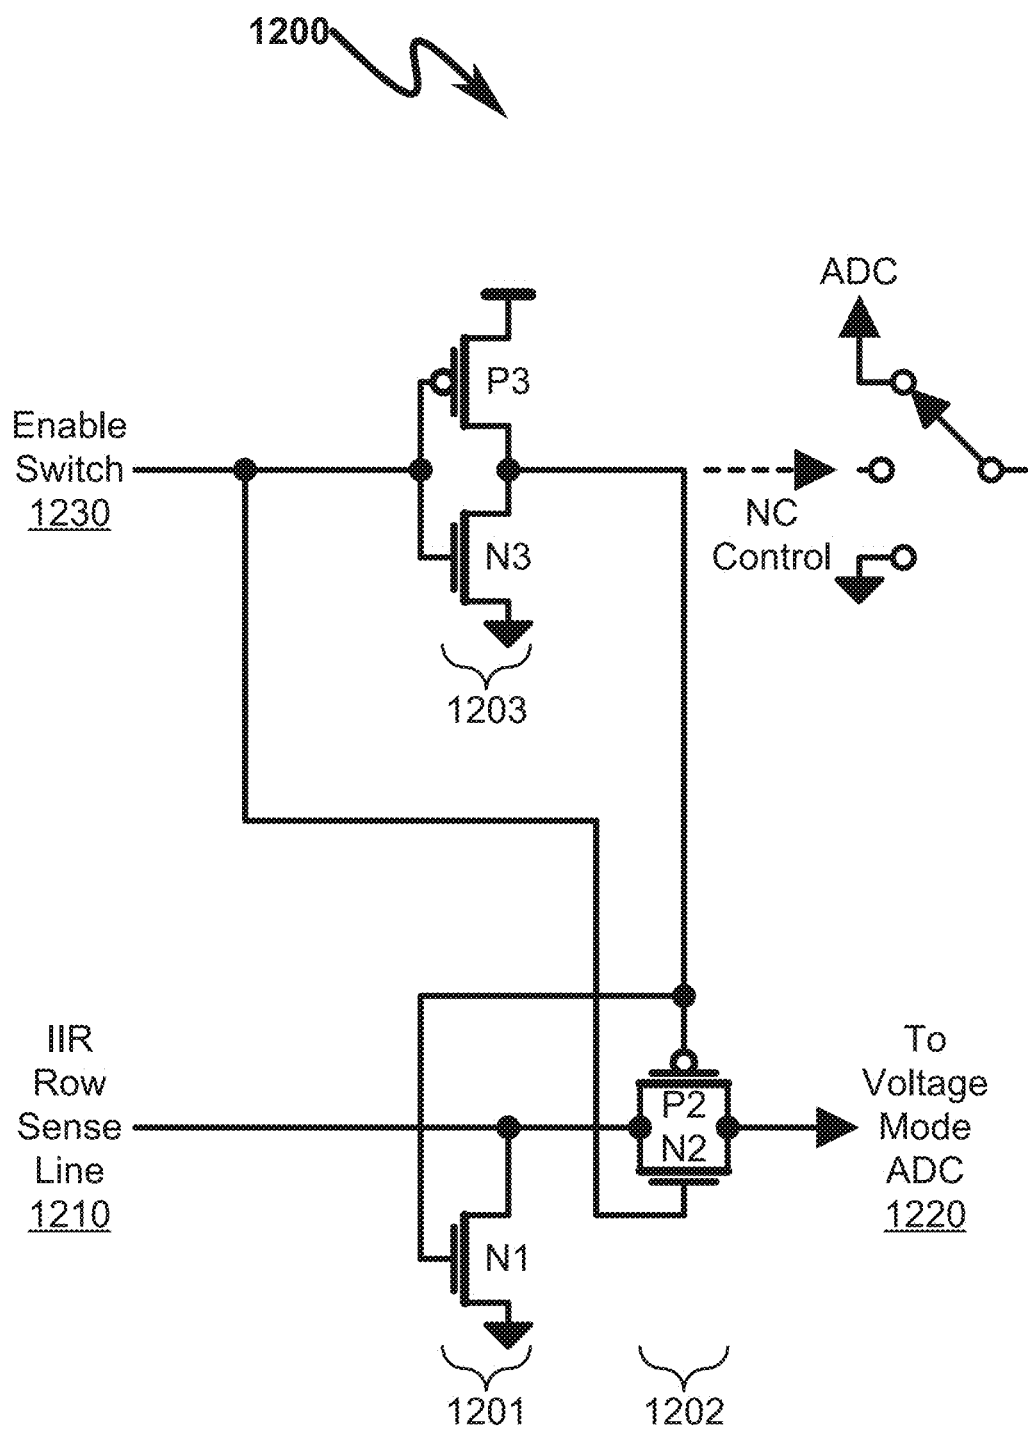 1200
ADC
P3
Enable
Switch
1230
NC
Control
N3
1203
IIR
Row
Sense
Line
1210
P2
N2
To
Voltage
Mode
ADC
1220
N1
1201
1202